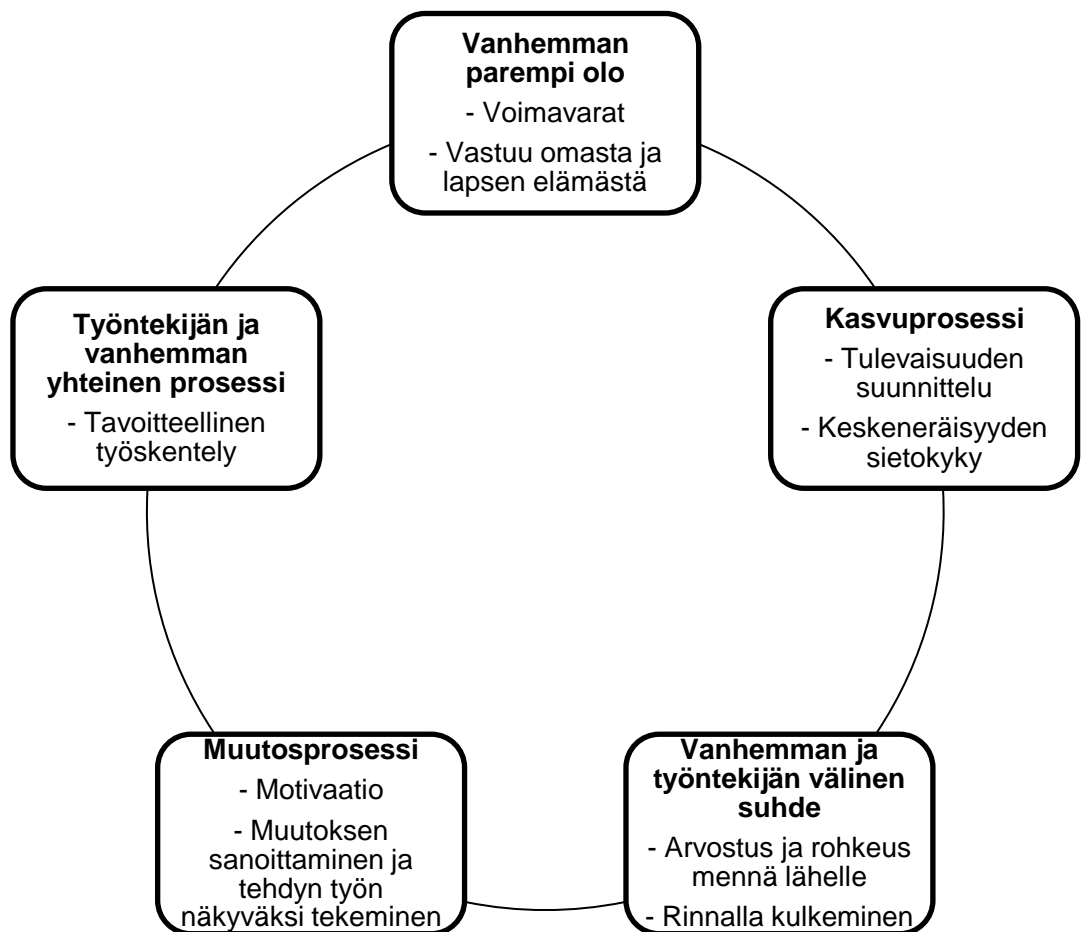 Vanhemman
parempi olo
- Voimavarat
- Vastuu omasta ja
lapsen elämästä
Työntekijän ja
vanhemman
yhteinen prosessi
- Tavoitteellinen
työskentely
Kasvuprosessi
- Tulevaisuuden
suunnittelu
- Keskeneräisyyden
sietokyky
Muutosprosessi
- Motivaatio
- Muutoksen
sanoittaminen ja
tehdyn työn
näkyväksi tekeminen
Vanhemman ja
työntekijän välinen
suhde
- Arvostus ja rohkeus
mennä lähelle
- Rinnalla kulkeminen